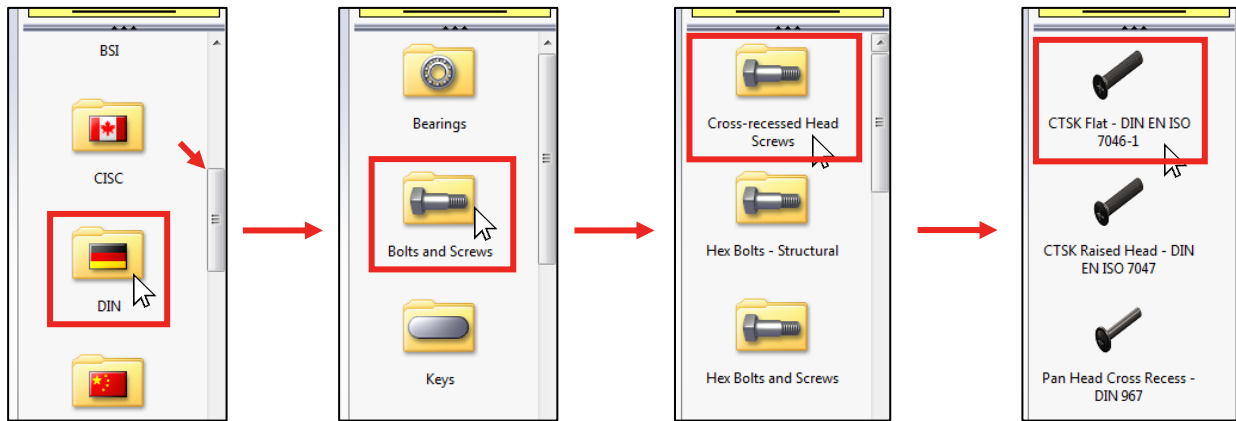 BSI
CISC
DIN
Bearings
Bolts and Screws
Keys
Cross-recessed Head
Screws
Hex Bolts - Structural
Hex Bolts and Screws
CTSK Flat - DIN EN ISO
7046-1
CTSK Raised Head - DIN
EN ISO 7047
Pan Head Cross Recess -
DIN 967